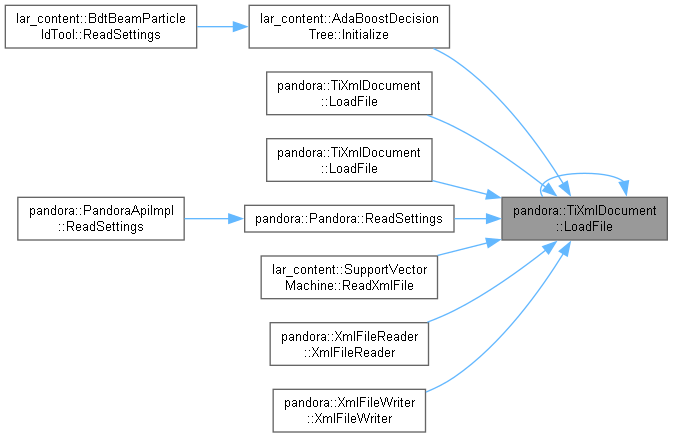 lar_content::BdtBeamParticle
IdTool::ReadSettings
lar_content::AdaBoostDecision
Tree::Initialize
pandora::TiXmlDocument
::LoadFile
pandora::TiXmlDocument
::LoadFile
pandora::PandoraApiImpl
::ReadSettings
pandora::Pandora::ReadSettings
pandora::TiXmlDocument
::LoadFile
lar_content::SupportVector
Machine::ReadXmlFile
pandora::XmlFileReader
::XmlFileReader
pandora::XmlFileWriter
::XmlFileWriter